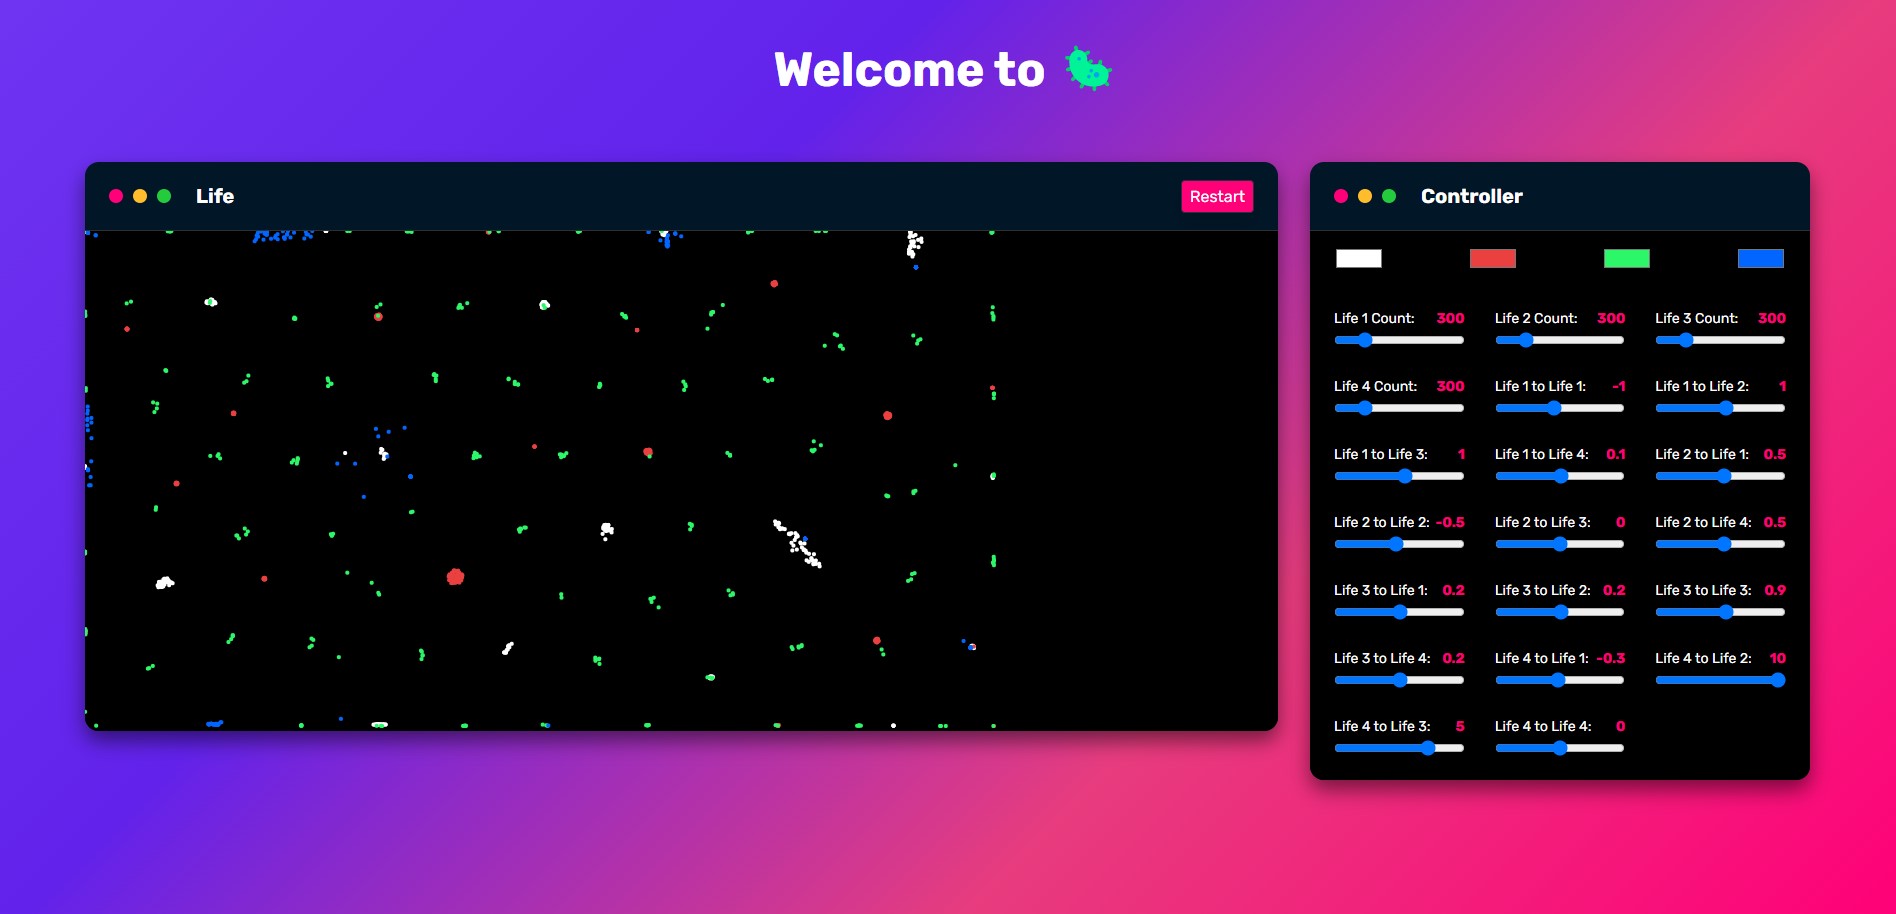 Welcome to
Life
Restart
Controller
Life 1 Count: 300
Life 2 Count: 300
Life 3 Count: 300
Life 4 Count: 300
Life 1 to Life 1: -1
Life 1 to Life 2: 1
Life 1 to Life 3: 1
Life 1 to Life 4: 0.1
Life 2 to Life 1: 0.5
Life 2 to Life 2: -0.5
Life 2 to Life 3: 0
Life 2 to Life 4: 0.5
Life 3 to Life 1: 0.2
Life 3 to Life 2: 0.2
Life 3 to Life 3: 0.9
Life 3 to Life 4: 0.2
Life 4 to Life 1: -0.3
Life 4 to Life 2: 10
Life 4 to Life 3: 5
Life 4 to Life 4: 0